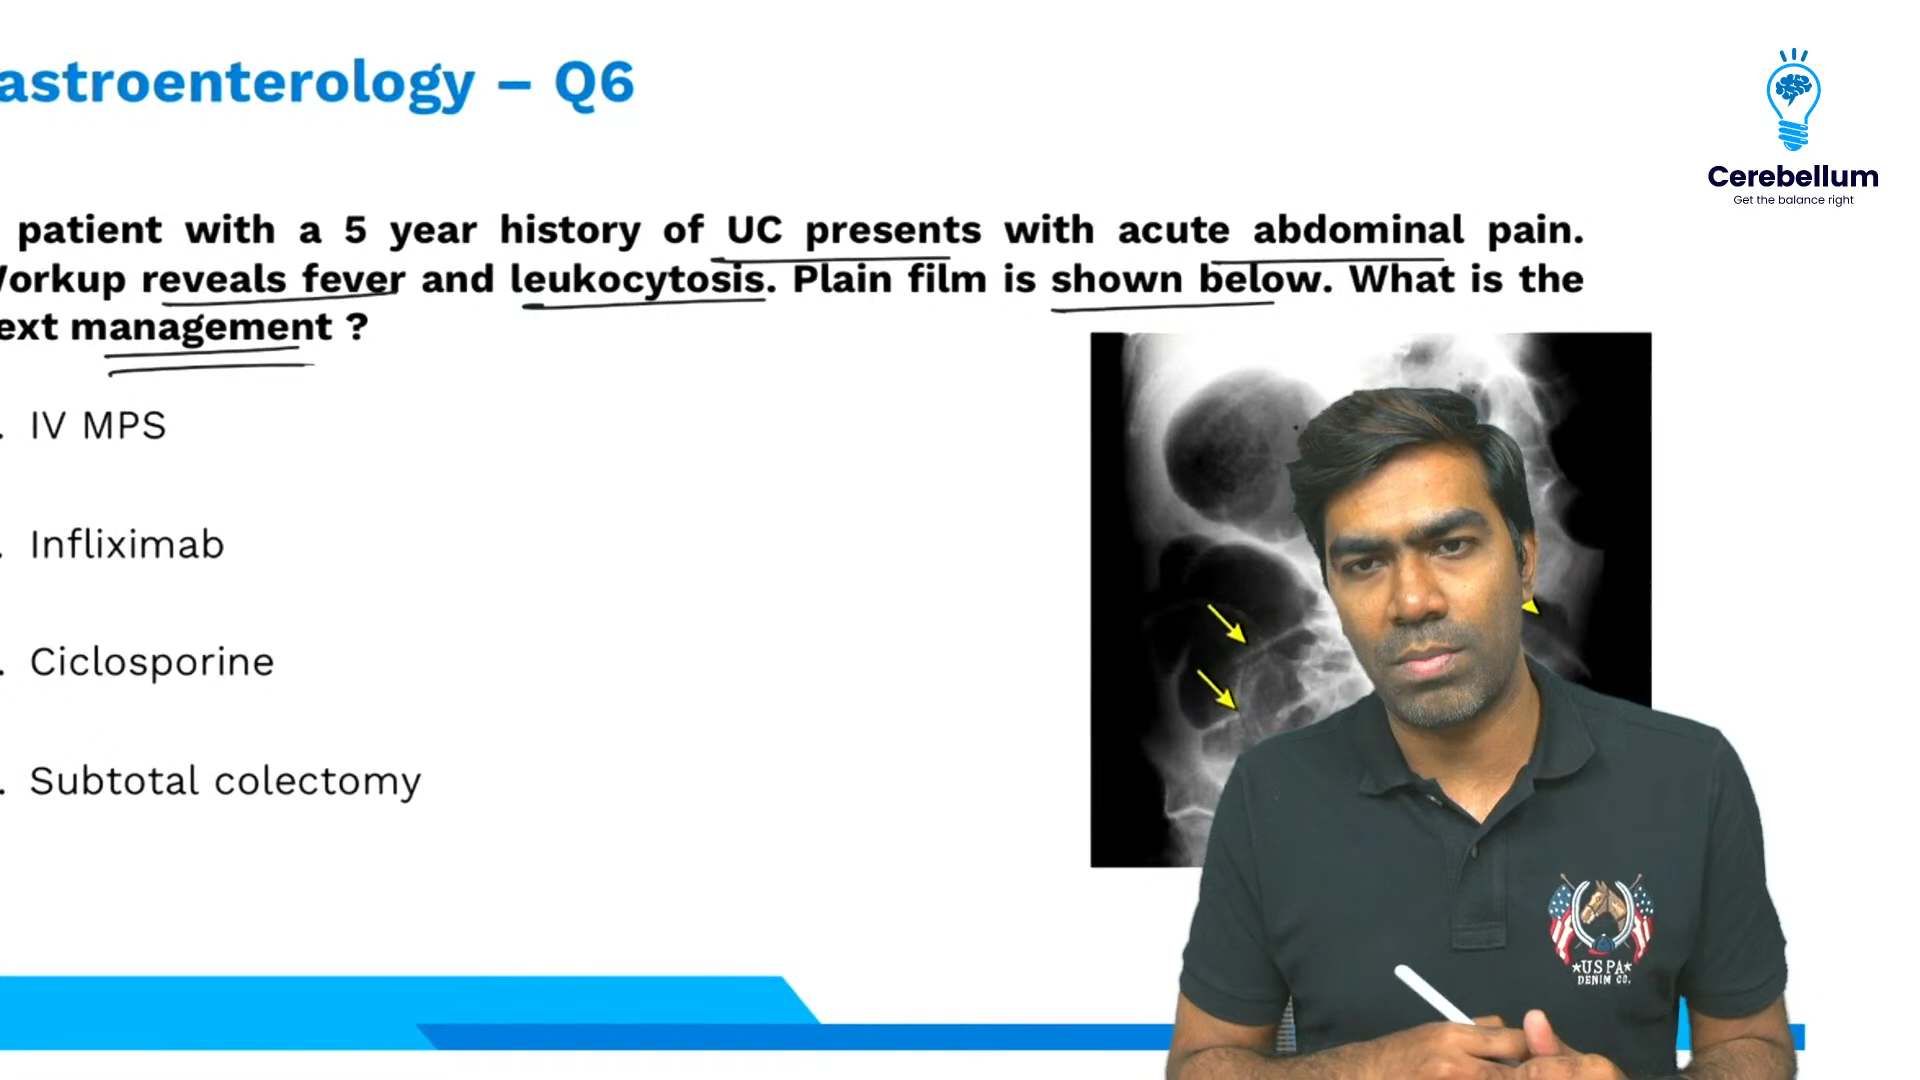 astroenterology – Q6
Cerebellum
Get the balance right
patient with a 5 year history of UC presents with acute abdominal pain.
Workup reveals fever and leukocytosis. Plain film is shown below. What is the
ext management ?
. IV MPS
. Infliximab
. Ciclosporine
. Subtotal colectomy
USPA
DENIM CO.